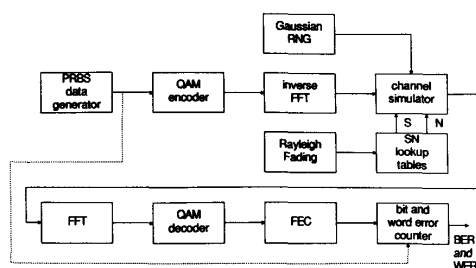 Gaussian
RNG
PRBS
data
generator
QAM
encoder
inverse
FFT
channel
simulator
S N
Rayleigh
Fading
SN
lookup
tables
FFT
QAM
decoder
FEC
bit and
word error
counter
BER
and
WER